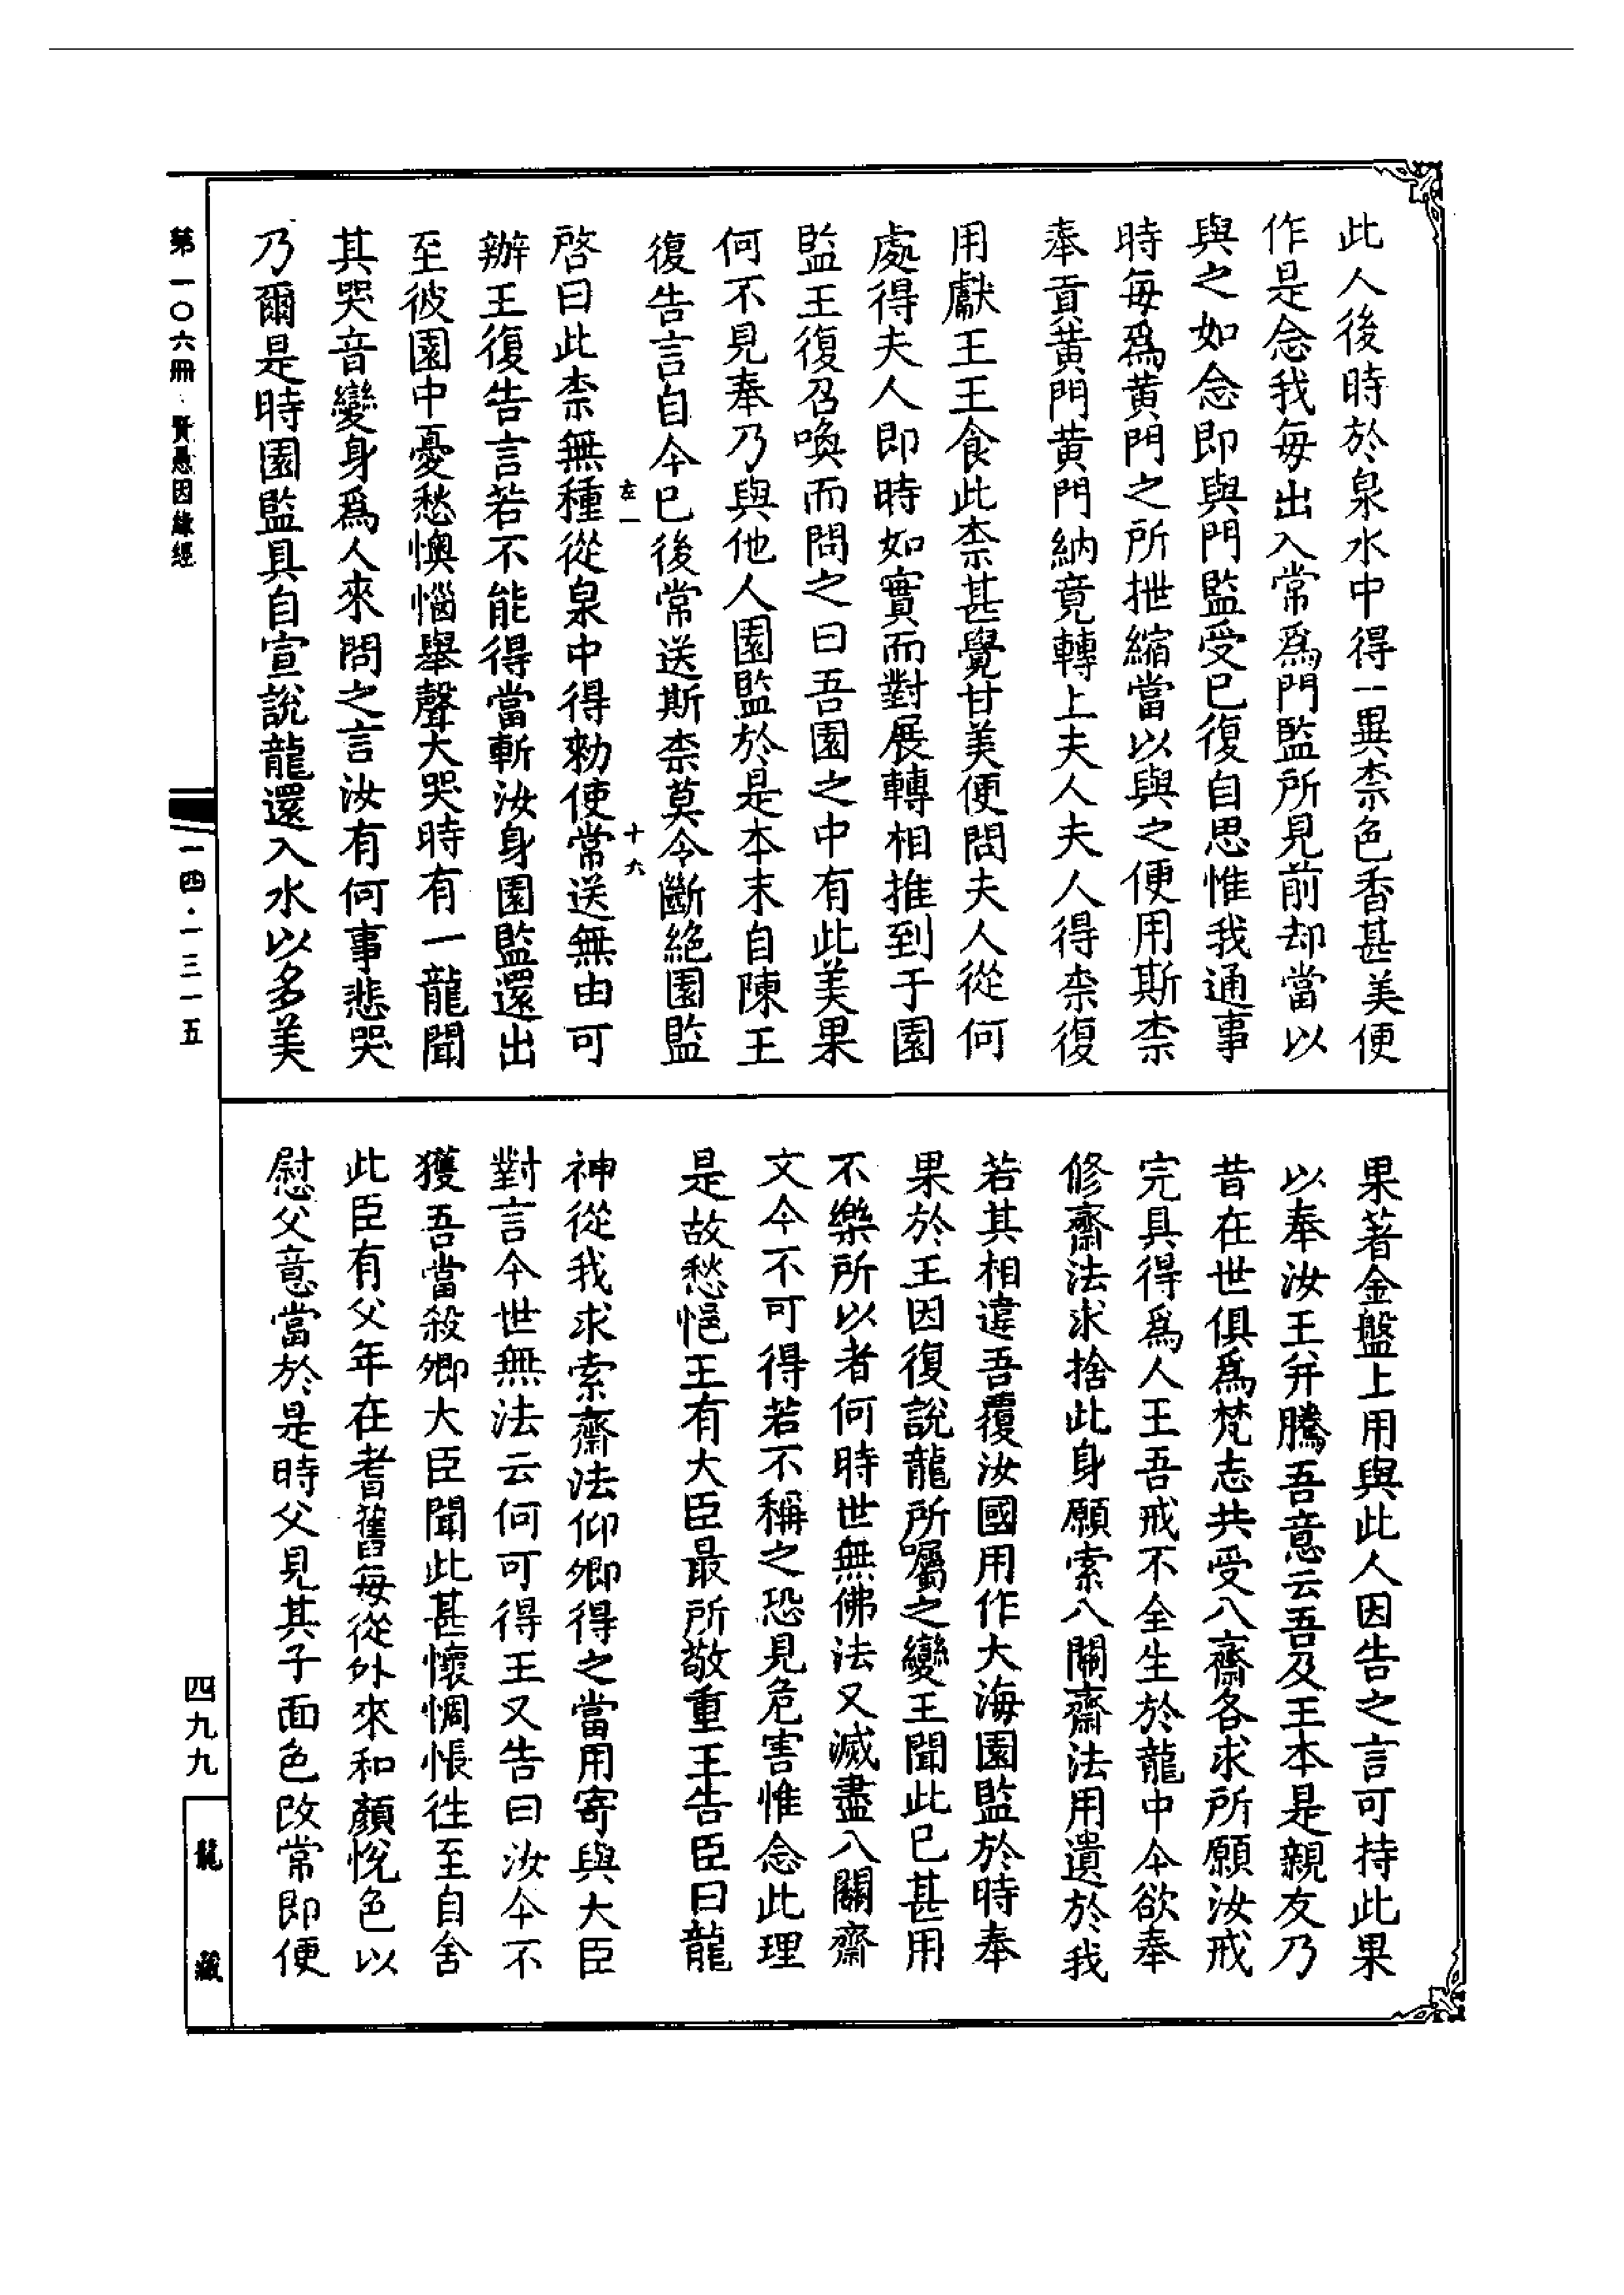 此人後時於泉水中得一異柰色香甚美便
作是念我每出入常爲門監所見前却當以
與之如念即與門監受已復自思惟我通事
時每爲黄門之所抴縮當以與之便用斯柰
奉貢黄門黄門納竟轉上夫人夫人得柰復
用獻王王食此柰甚覺甘美便問夫人從何
處得夫人即時如實而對展轉相推到于園
監王復召喚而問之曰吾園之中有此美果
何不見奉乃與他人園監於是本末自陳王
復告言自今已後常送斯柰莫令斷絕園監
左一 十六
啓曰此柰無種從泉中得勑使常送無由可
辦王復告言若不能得當斬汝身園監還出
至彼園中憂愁懊惱舉聲大哭時有一龍聞
其哭音變身爲人來問之言汝有何事悲哭
乃爾是時園監具自宣說龍還入水以多美
果著金盤上用與此人因告之言可持此果
以奉汝王并騰吾意云吾及王本是親友乃
昔在世俱爲梵志共受八齋各求所願汝戒
完具得爲人王吾戒不全生於龍中今欲奉
修齋法求捨此身願索八關齋法用遺於我
若其相違吾覆汝國用作大海園監於時奉
果於王因復說龍所囑之變王聞此已甚用
不樂所以者何時世無佛法又滅盡八關齋
文今不可得若不稱之恐見危害惟念此理
是故愁悒王有大臣最所敬重王告臣曰龍
神從我求索齋法仰卿得之當用寄與大臣
對言今世無法云何可得王又告曰汝今不
獲吾當殺卿大臣聞此甚懷惆悵往至自舍
此臣有父年在耆舊每從外來和顏悅色以
慰父意當於是時父見其子面色改常即便
第一〇六冊 賢愚因緣經
一四·一三一五
四九九
龍藏